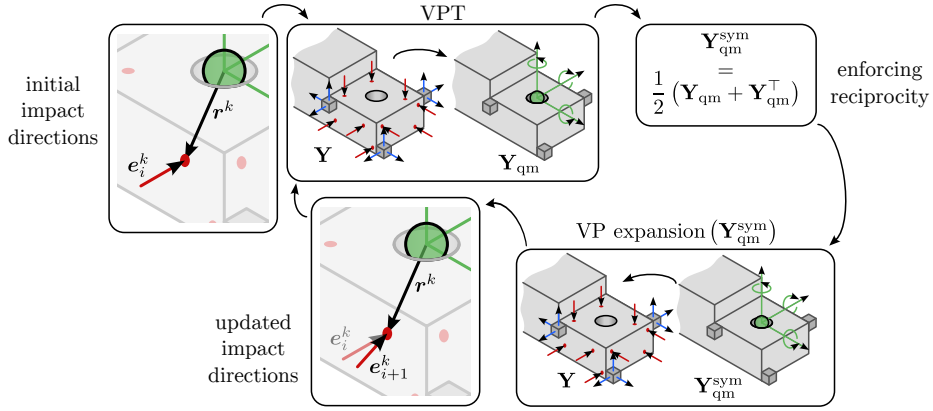 VPT
initial
impact
directions
r^k
e_i^k
Y
Y_qm
Y_qm^sym
=
1/2 (Y_qm + Y_qm^⊤)
enforcing
reciprocity
updated
impact
directions
r^k
e_i^k
e_{i+1}^k
VP expansion (Y_qm^sym)
Y
Y_qm^sym